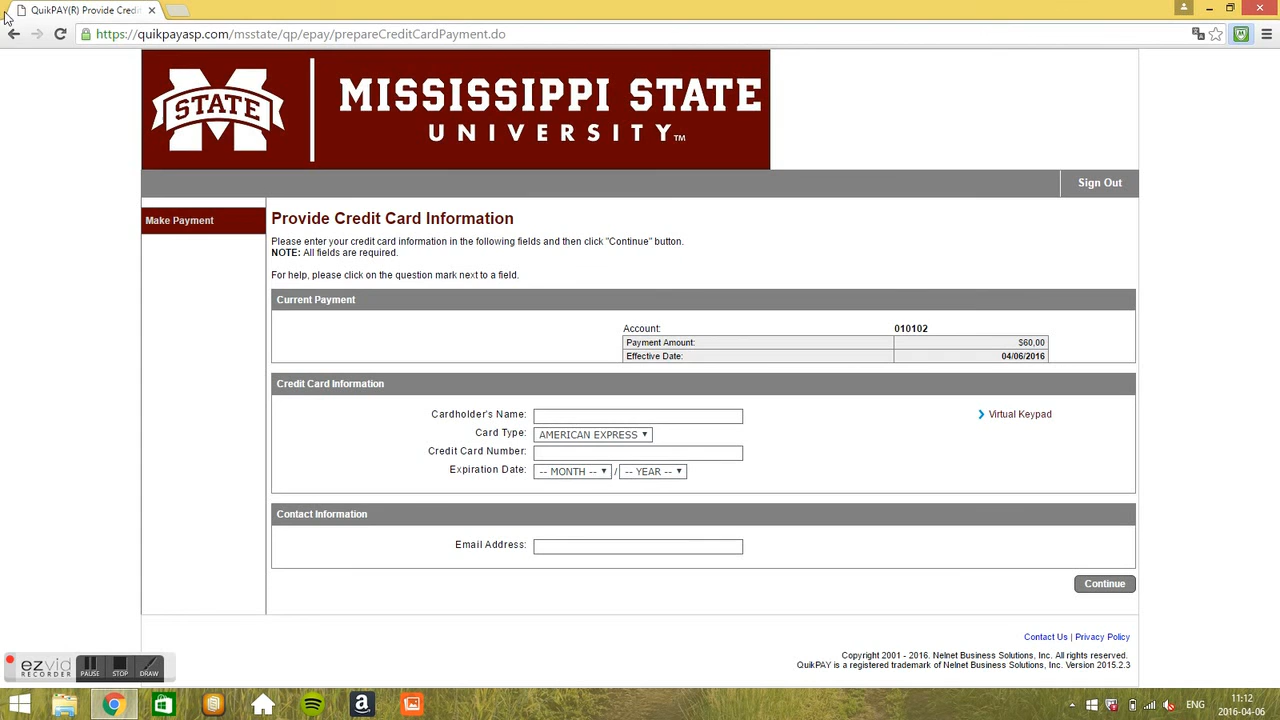 QuikPAY(R) Provide Credi
https://quikpayasp.com/msstate/qp/epay/prepareCreditCardPayment.do
STATE
MISSISSIPPI STATE
UNIVERSITY™
Sign Out
Make Payment
Provide Credit Card Information
Please enter your credit card information in the following fields and then click "Continue" button.
NOTE: All fields are required.
For help, please click on the question mark next to a field.
Current Payment
Account: 010102
Payment Amount: $60.00
Effective Date: 04/06/2016
Credit Card Information
Cardholder's Name:
Virtual Keypad
Card Type: AMERICAN EXPRESS
Credit Card Number:
Expiration Date: -- MONTH -- / -- YEAR --
Contact Information
Email Address:
Continue
Contact Us | Privacy Policy
Copyright 2001 - 2016. Nelnet Business Solutions, Inc. All rights reserved.
QuikPAY is a registered trademark of Nelnet Business Solutions, Inc. Version 2015.2.3
ezvid
RECORDER
PAUSE STOP DRAW
ENG
11:12
2016-04-06